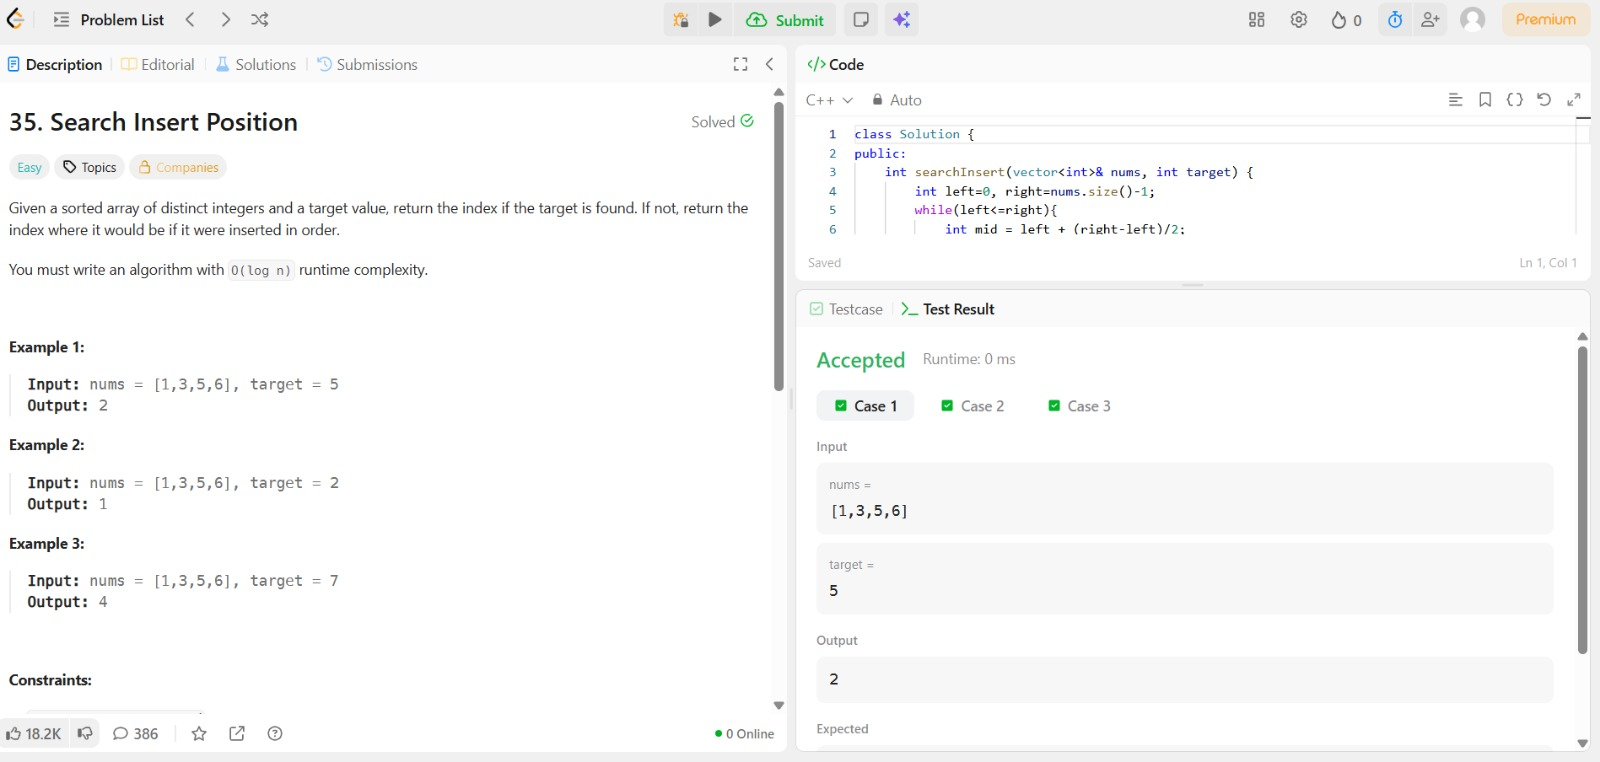 Problem List
Submit
0
Premium
Description
Editorial
Solutions
Submissions
35. Search Insert Position
Solved
Easy
Topics
Companies
Given a sorted array of distinct integers and a target value, return the index if the target is found. If not, return the
index where it would be if it were inserted in order.
You must write an algorithm with O(log n) runtime complexity.
Example 1:
Input: nums = [1,3,5,6], target = 5
Output: 2
Example 2:
Input: nums = [1,3,5,6], target = 2
Output: 1
Example 3:
Input: nums = [1,3,5,6], target = 7
Output: 4
Constraints:
18.2K
386
0 Online
</> Code
C++
Auto
1 class Solution {
2 public:
3 int searchInsert(vector<int>& nums, int target) {
4 int left=0, right=nums.size()-1;
5 while(left<=right){
6 int mid = left + (right-left)/2;
Saved
Ln 1, Col 1
Testcase
Test Result
Accepted
Runtime: 0 ms
Case 1
Case 2
Case 3
Input
nums =
[1,3,5,6]
target =
5
Output
2
Expected